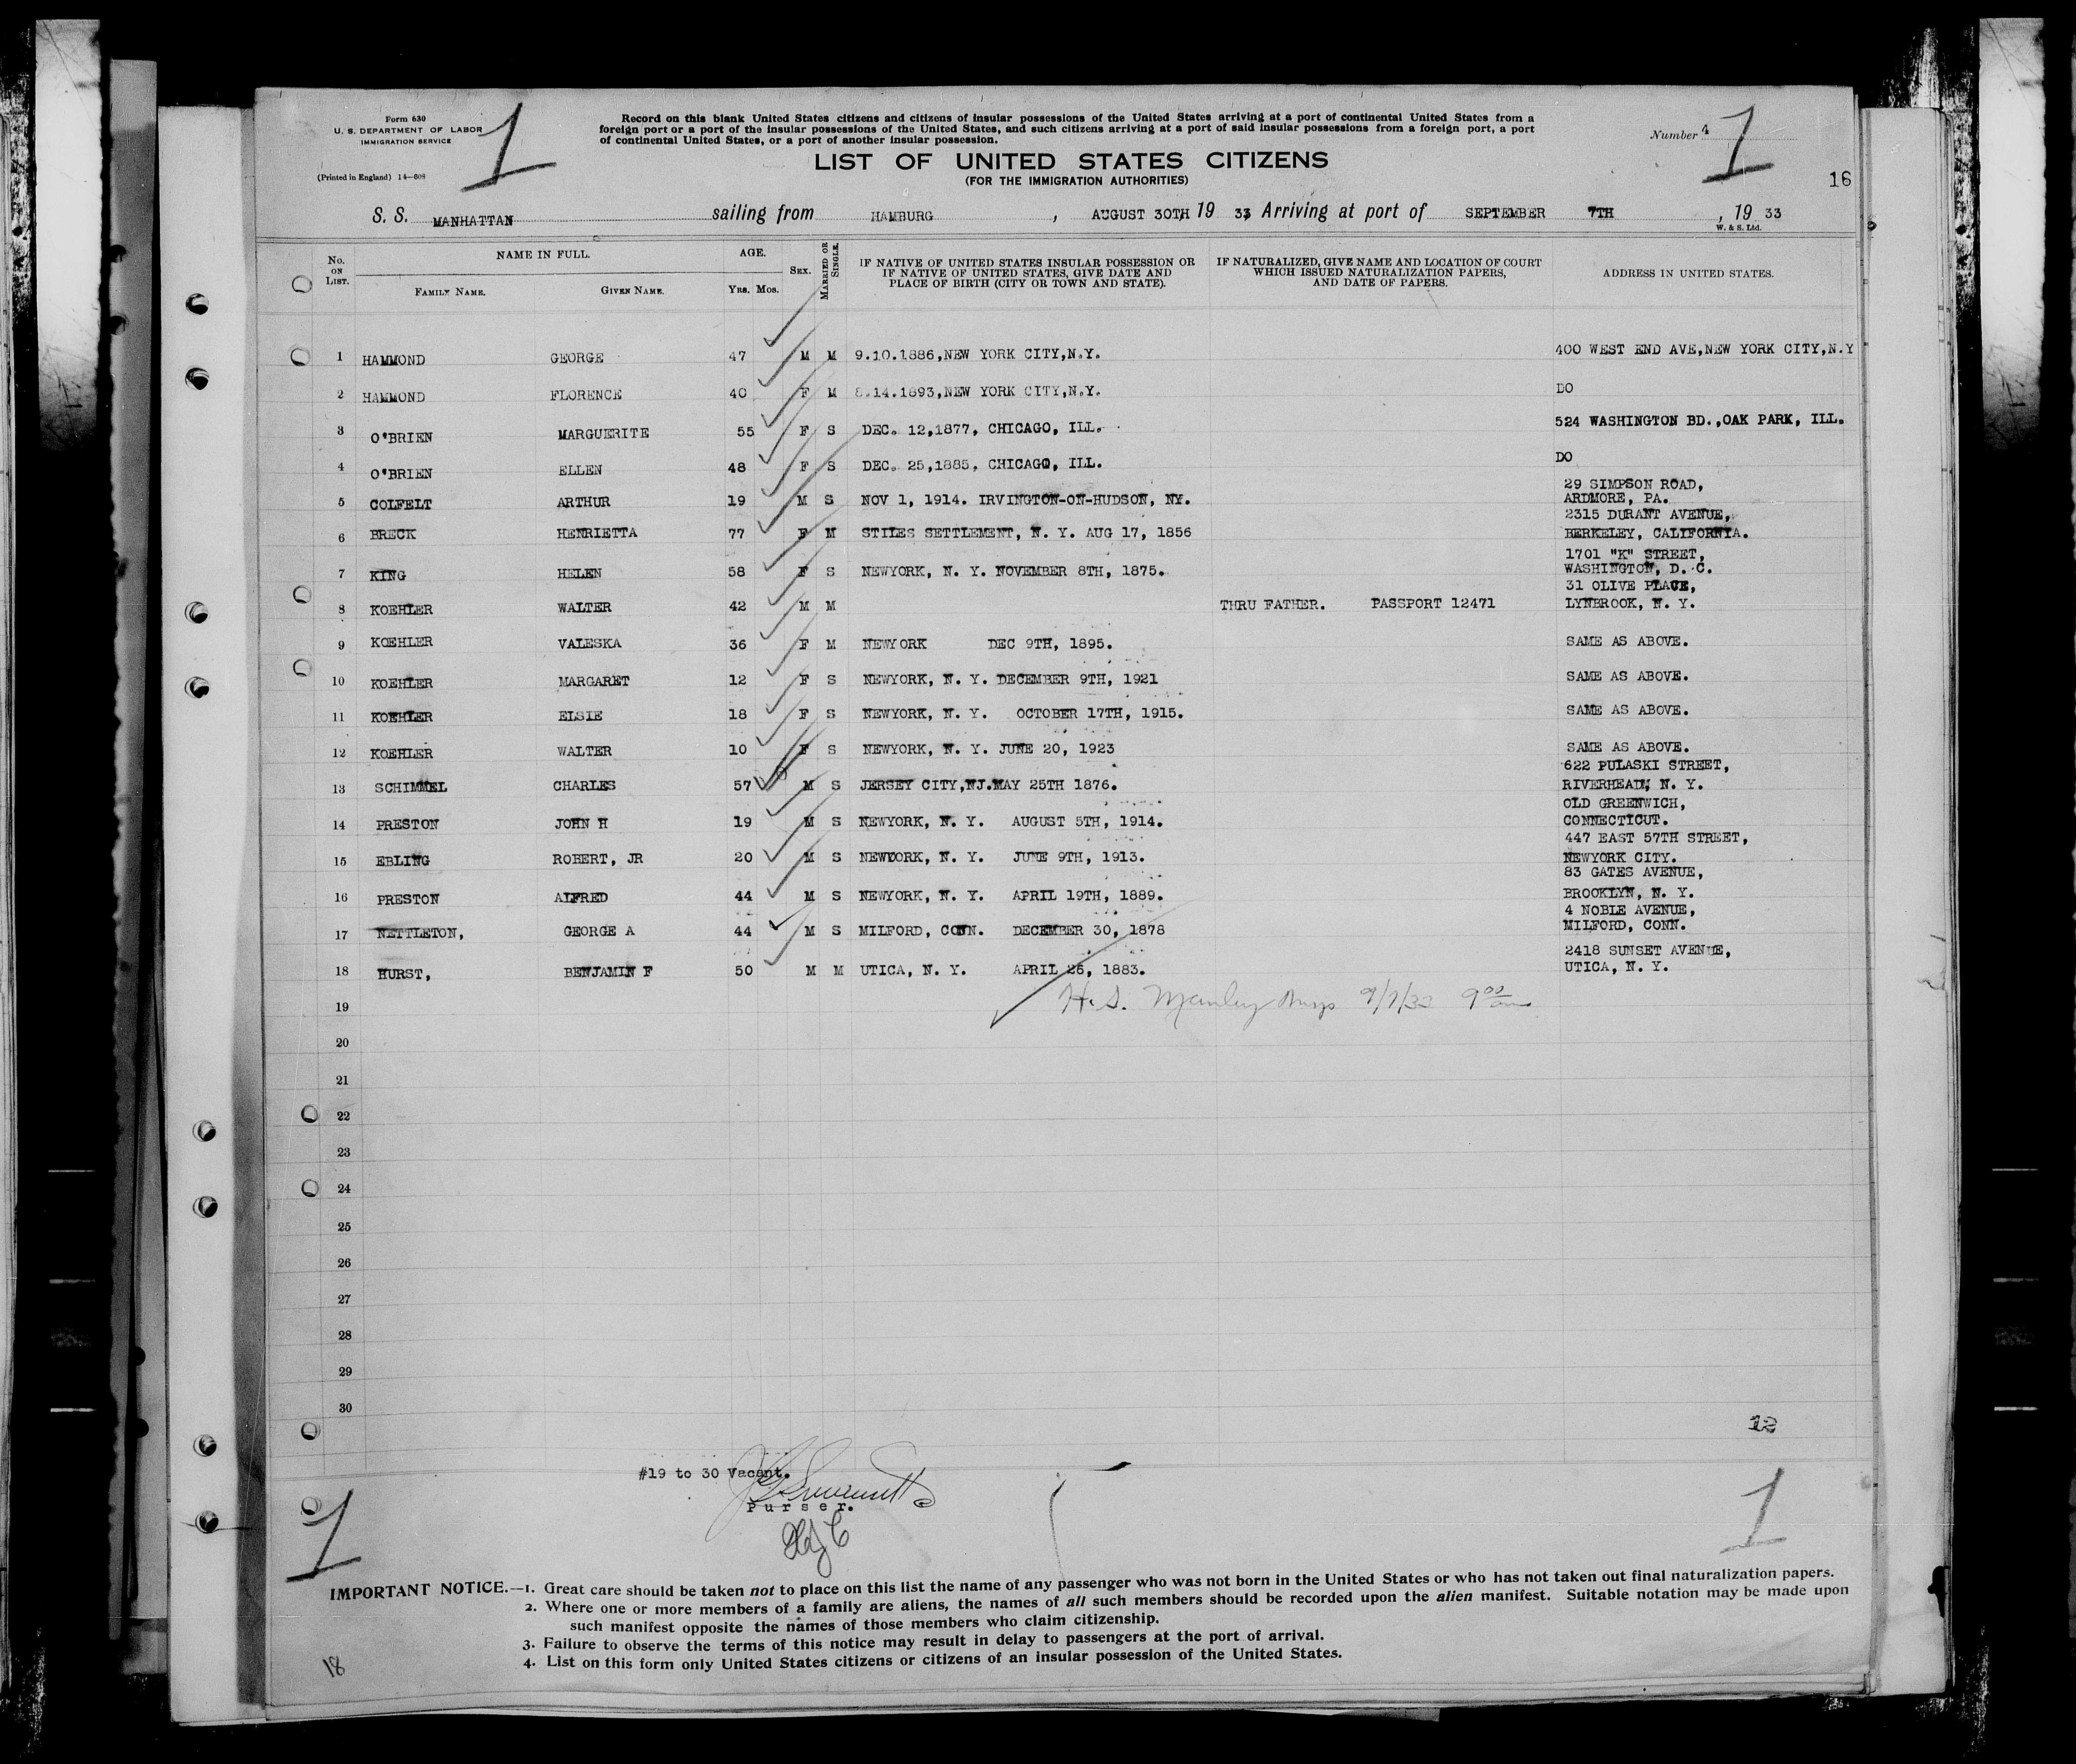 Form 630
U. S. DEPARTMENT OF LABOR
IMMIGRATION SERVICE
(Printed in England) 14—608
1
Record on this blank United States citizens and citizens of insular possessions of the United States arriving at a port of continental United States from a
foreign port or a port of the insular possessions of the United States, and such citizens arriving at a port of said insular possessions from a foreign port, a port
of continental United States, or a port of another insular possession.
LIST OF UNITED STATES CITIZENS
(FOR THE IMMIGRATION AUTHORITIES)
Number 4
1
16
S. S. MANHATTAN sailing from HAMBURG , AUGUST 30TH 19 33 Arriving at port of SEPTEMBER 7TH , 19 33
W. & S. Ltd.
No. ON LIST. NAME IN FULL. FAMILY NAME. GIVEN NAME. AGE. YRS. MOS. SEX. MARRIED OR SINGLE. IF NATIVE OF UNITED STATES INSULAR POSSESSION OR IF NATIVE OF UNITED STATES, GIVE DATE AND PLACE OF BIRTH (CITY OR TOWN AND STATE). IF NATURALIZED, GIVE NAME AND LOCATION OF COURT WHICH ISSUED NATURALIZATION PAPERS, AND DATE OF PAPERS. ADDRESS IN UNITED STATES.
1 HAMMOND GEORGE 47 M M 9.10.1886,NEW YORK CITY,N.Y. 400 WEST END AVE,NEW YORK CITY,N.Y
2 HAMMOND FLORENCE 40 F M 8.14.1893,NEW YORK CITY,N.Y. DO
3 O'BRIEN MARGUERITE 55 F S DEC. 12,1877, CHICAGO, ILL. 524 WASHINGTON BD.,OAK PARK, ILL.
4 O'BRIEN ELLEN 48 F S DEC. 25,1885, CHICAGO, ILL. DO
5 COLFELT ARTHUR 19 M S NOV 1, 1914. IRVINGTON-ON-HUDSON, NY. 29 SIMPSON ROAD, ARDMORE, PA.
6 BRECK HENRIETTA 77 F M STILES SETTLEMENT, N. Y. AUG 17, 1856 2315 DURANT AVENUE, BERKELEY, CALIFORNIA.
7 KING HELEN 58 F S NEWYORK, N. Y. NOVEMBER 8TH, 1875. 1701 "K" STREET, WASHINGTON, D. C.
8 KOEHLER WALTER 42 M M THRU FATHER. PASSPORT 12471 31 OLIVE PLACE, LYNBROOK, N. Y.
9 KOEHLER VALESKA 36 F M NEWYORK DEC 9TH, 1895. SAME AS ABOVE.
10 KOEHLER MARGARET 12 F S NEWYORK, N. Y. DECEMBER 9TH, 1921 SAME AS ABOVE.
11 KOEHLER ELSIE 18 F S NEWYORK, N. Y. OCTOBER 17TH, 1915. SAME AS ABOVE.
12 KOEHLER WALTER 10 F S NEWYORK, N. Y. JUNE 20, 1923 SAME AS ABOVE.
13 SCHIMMEL CHARLES 57 M S JERSEY CITY,NJ.MAY 25TH 1876. 622 PULASKI STREET, RIVERHEAD, N. Y.
14 PRESTON JOHN H 19 M S NEWYORK, N. Y. AUGUST 5TH, 1914. OLD GREENWICH, CONNECTICUT.
15 EBLING ROBERT, JR 20 M S NEWYORK, N. Y. JUNE 9TH, 1913. 447 EAST 57TH STREET, NEWYORK CITY.
16 PRESTON ALFRED 44 M S NEWYORK, N. Y. APRIL 19TH, 1889. 83 GATES AVENUE, BROOKLYN, N. Y.
17 NETTLETON, GEORGE A 44 M S MILFORD, CONN. DECEMBER 30, 1878 4 NOBLE AVENUE, MILFORD, CONN.
18 HURST, BENJAMIN F 50 M M UTICA, N. Y. APRIL 26, 1883. 2418 SUNSET AVENUE, UTICA, N. Y.
19 H. S. Manley 9/7/33 9 00 am
20
21
22
23
24
25
26
27
28
29
30
12
#19 to 30 Vacant.
Purser.
1
1
IMPORTANT NOTICE.—1. Great care should be taken not to place on this list the name of any passenger who was not born in the United States or who has not taken out final naturalization papers.
2. Where one or more members of a family are aliens, the names of all such members should be recorded upon the alien manifest. Suitable notation may be made upon
such manifest opposite the names of those members who claim citizenship.
3. Failure to observe the terms of this notice may result in delay to passengers at the port of arrival.
4. List on this form only United States citizens or citizens of an insular possession of the United States.
18